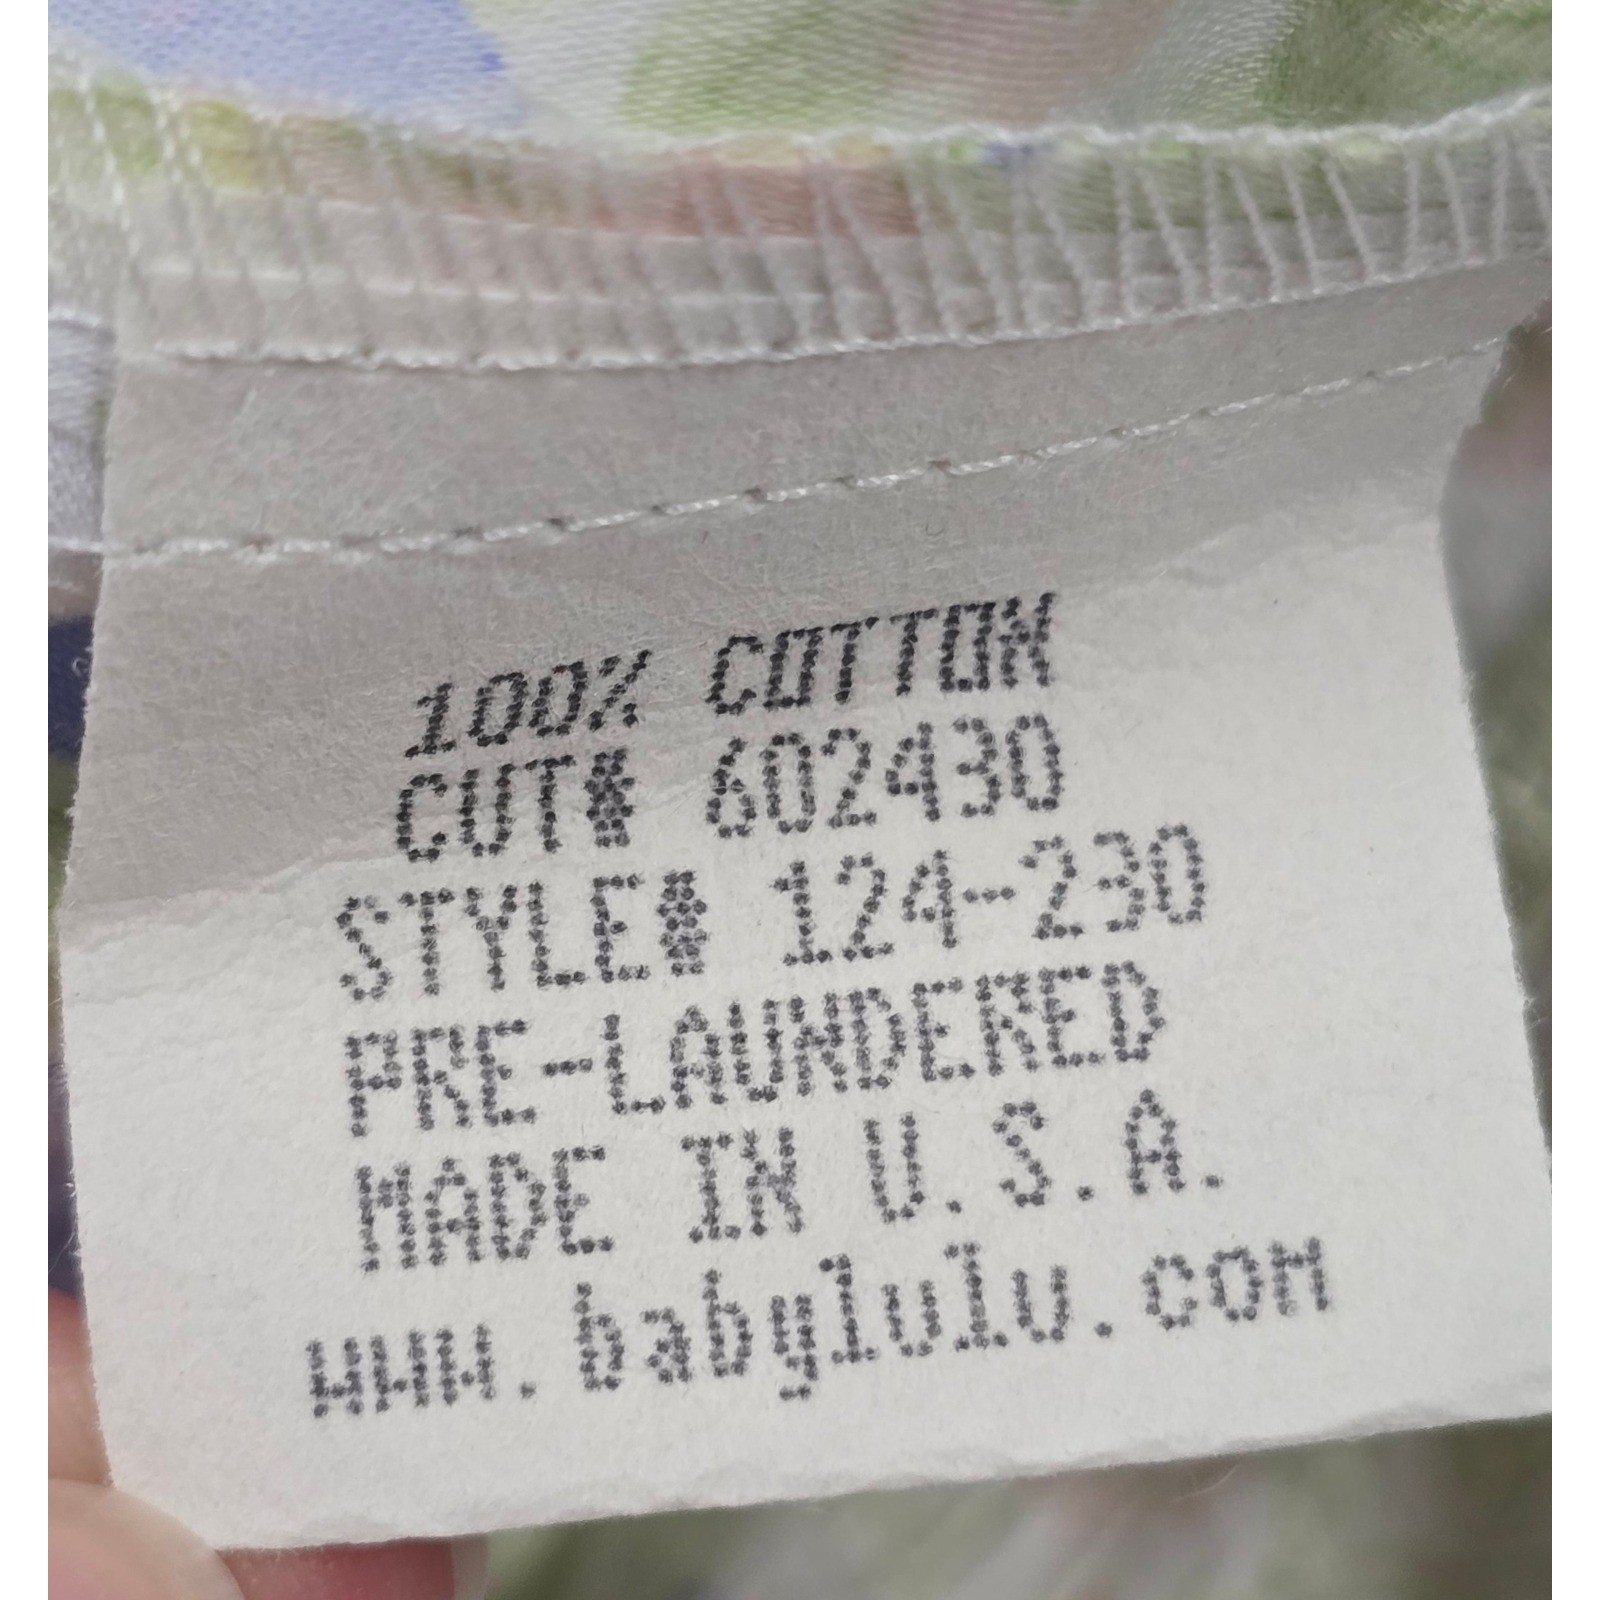 100% COTTON
CUT# 602430
STYLE# 124-230
PRE-LAUNDERED
MADE IN U.S.A.
www.babylulu.com